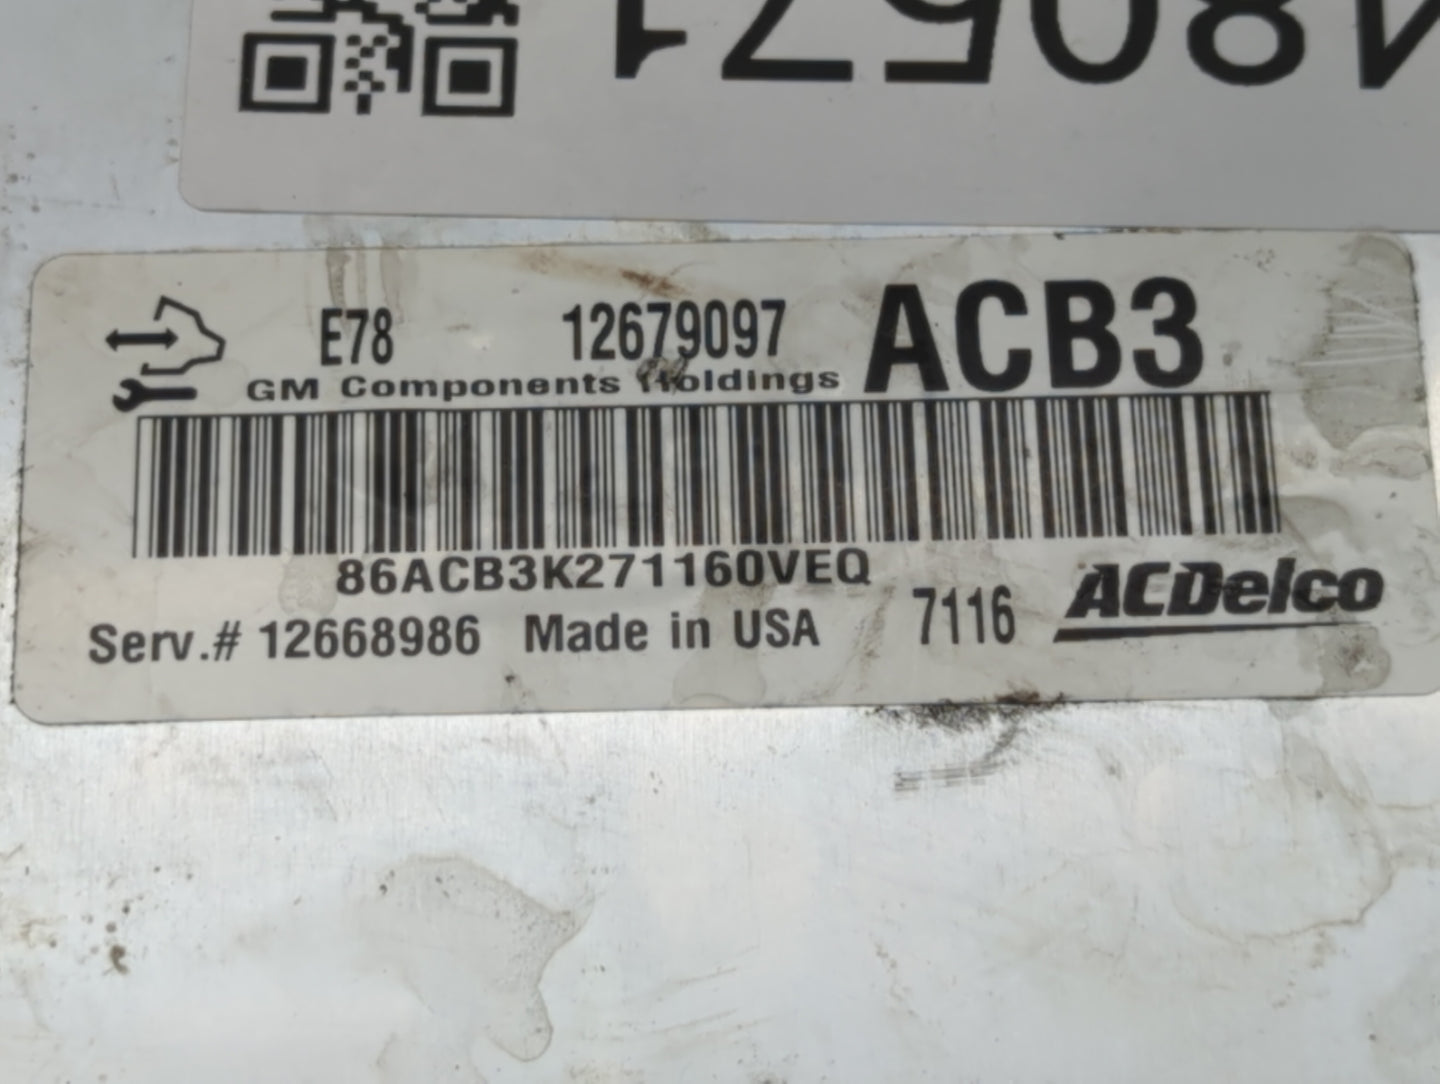 E78 12679097 ACB3
GM Components Holdings
86ACB3K271160VEQ
Serv.# 12668986 Made in USA 7116 ACDelco